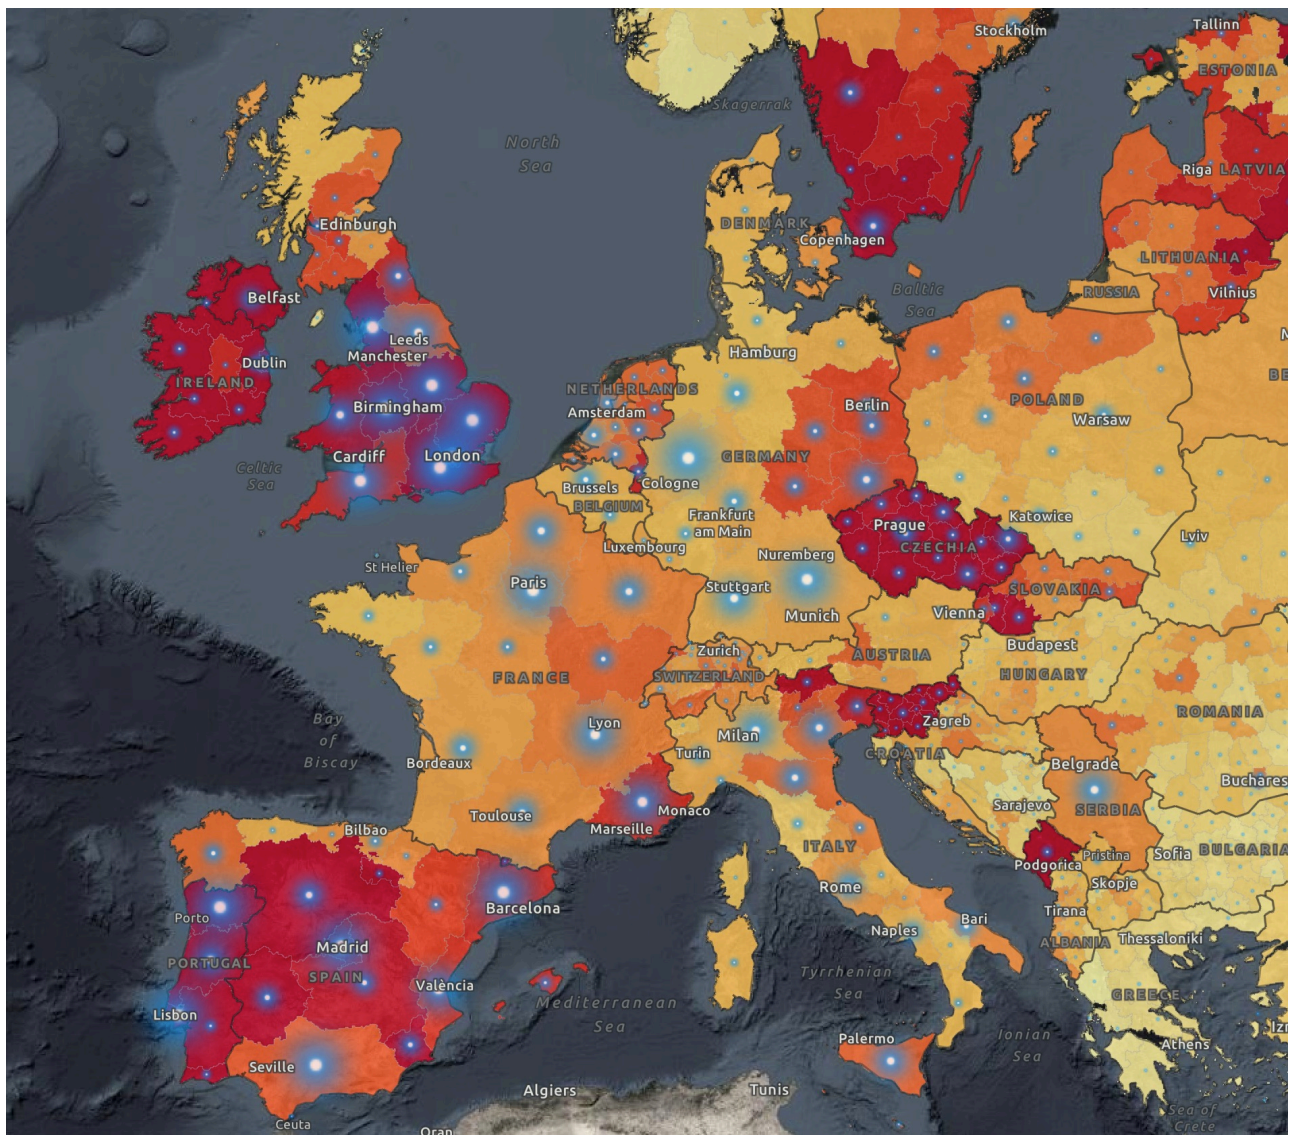 Stockholm
Tallinn
ESTONIA
Skagerrak
North
Sea
Riga
LATVIA
Edinburgh
DENMARK
Copenhagen
LITHUANIA
Baltic
Sea
RUSSIA
Vilnius
Belfast
Leeds
Manchester
Dublin
IRELAND
Hamburg
NETHERLANDS
Amsterdam
Birmingham
Berlin
POLAND
Warsaw
M
BE
Cardiff
London
Celtic
Sea
GERMANY
Brussels
Cologne
BELGIUM
Frankfurt
am Main
Prague
CZECHIA
Katowice
Lviv
Luxembourg
Nuremberg
St Helier
Paris
Stuttgart
Munich
SLOVAKIA
Vienna
Budapest
Zurich
AUSTRIA
FRANCE
SWITZERLAND
HUNGARY
ROMANIA
Bay
of
Biscay
Lyon
Milan
Zagreb
Turin
CROATIA
Bordeaux
Belgrade
Buchares
Sarajevo
SERBIA
Toulouse
Monaco
Marseille
Bilbao
ITALY
Podgorica
Pristina
Sofia
BULGARIA
Skopje
Rome
Barcelona
Porto
Tirana
Bari
Naples
Madrid
PORTUGAL
SPAIN
ALBANIA
Thessaloniki
València
Tyrrhenian
Sea
Mediterranean
Sea
GREECE
Lisbon
Ionian
Sea
Izr
Palermo
Athens
Seville
Algiers
Tunis
Ceuta
Oran
Sea of
Crete